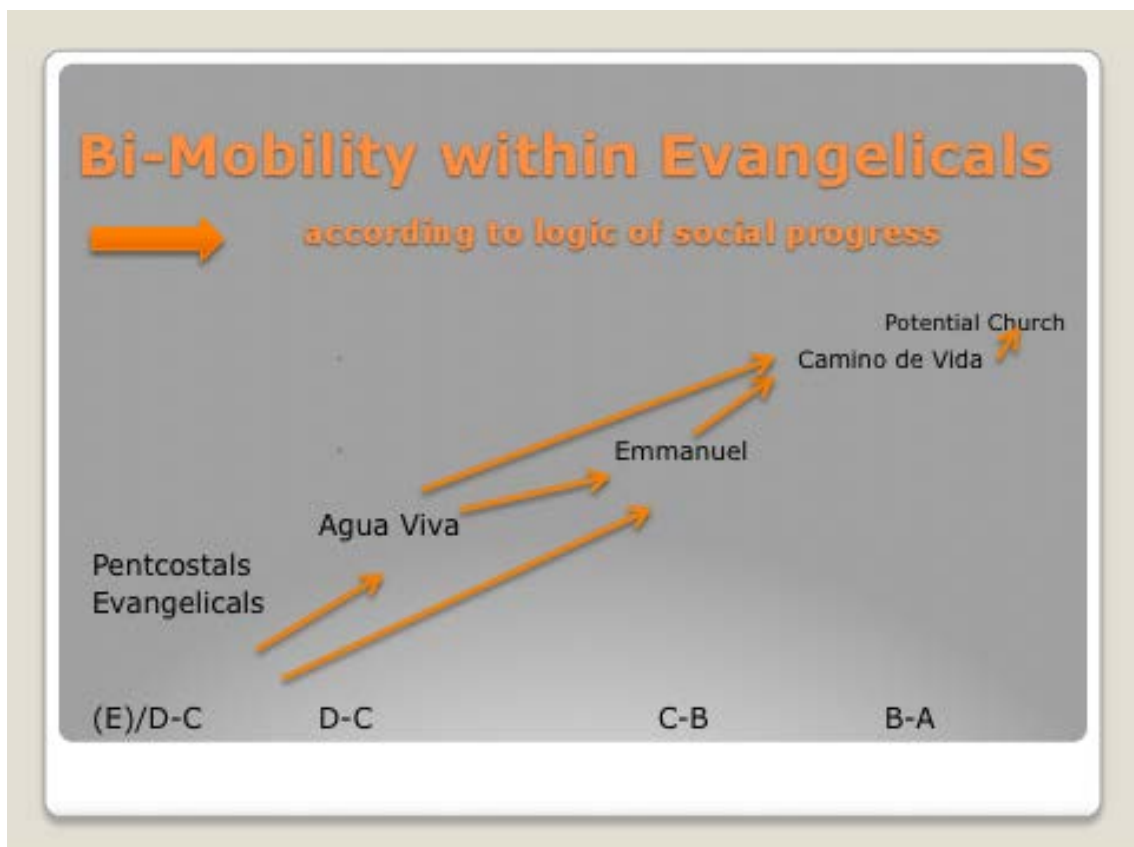 Bi-Mobility within Evangelicals
according to logic of social progress
Potential Church
Camino de Vida
Emmanuel
Agua Viva
Pentcostals
Evangelicals
(E)/D-C D-C C-B B-A